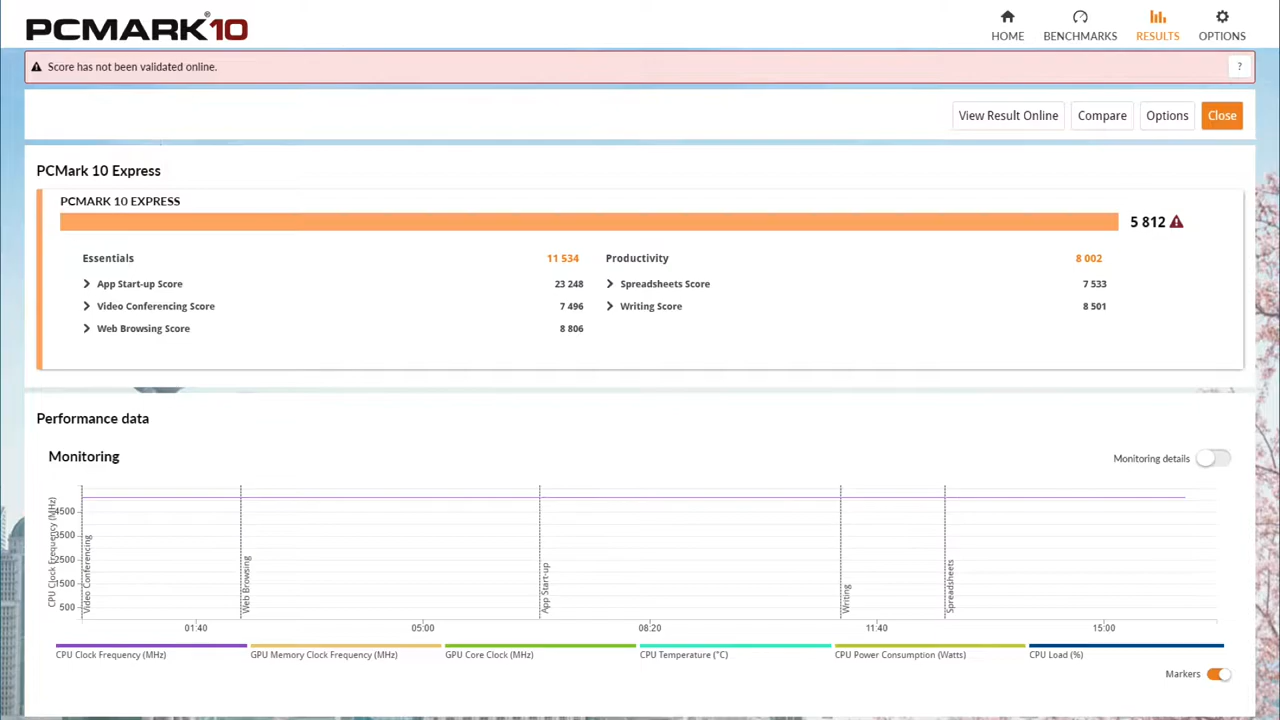 PCMARK®10
HOME BENCHMARKS RESULTS OPTIONS
Score has not been validated online. ?
View Result Online Compare Options Close
PCMark 10 Express
PCMARK 10 EXPRESS
5 812
Essentials 11 534 Productivity 8 002
App Start-up Score 23 248 Spreadsheets Score 7 533
Video Conferencing Score 7 496 Writing Score 8 501
Web Browsing Score 8 806
Performance data
Monitoring Monitoring details
CPU Clock Frequency (MHz)
4500
3500
2500
1500
500
Video Conferencing
Web Browsing
App Start-up
Writing
Spreadsheets
01:40 05:00 08:20 11:40 15:00
CPU Clock Frequency (MHz) GPU Memory Clock Frequency (MHz) GPU Core Clock (MHz) CPU Temperature (°C) CPU Power Consumption (Watts) CPU Load (%)
Markers